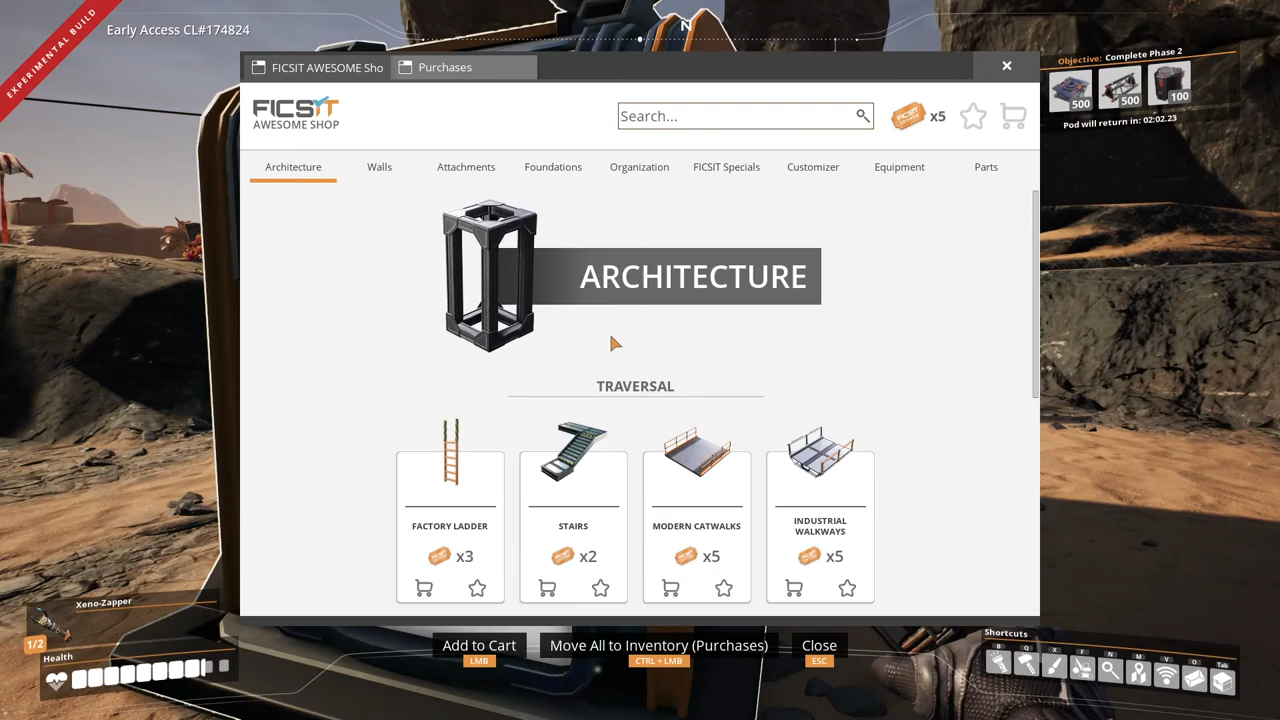 EXPERIMENTAL BUILD
Early Access CL#174824
N
FICSIT AWESOME Sho
Purchases
Objective: Complete Phase 2
500
500
100
Pod will return in: 02:02.23
FICSIT
AWESOME SHOP
Search...
x5
Architecture
Walls
Attachments
Foundations
Organization
FICSIT Specials
Customizer
Equipment
Parts
ARCHITECTURE
TRAVERSAL
FACTORY LADDER
x3
STAIRS
x2
MODERN CATWALKS
x5
INDUSTRIAL
WALKWAYS
x5
Xeno-Zapper
1/2
Health
Add to Cart
LMB
Move All to Inventory (Purchases)
CTRL + LMB
Close
ESC
Shortcuts
B
Q
X
F
N
M
V
O
Tab